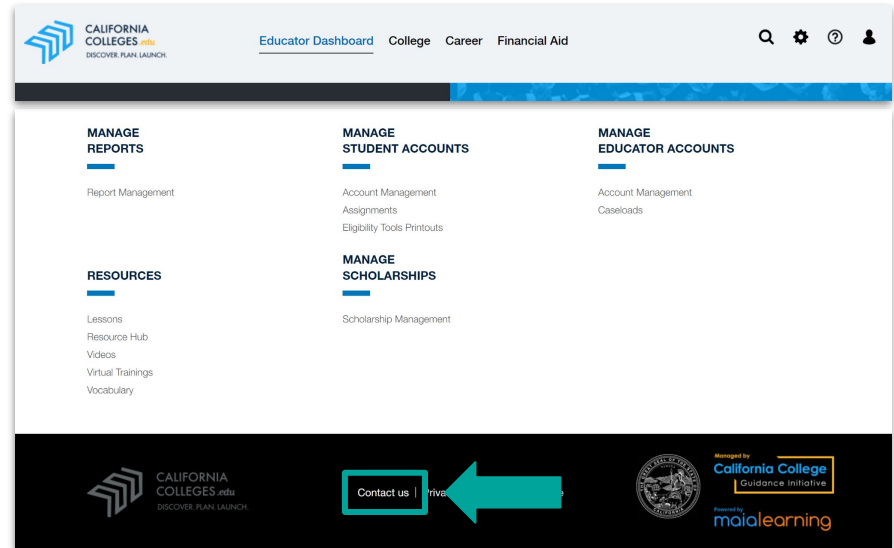 CALIFORNIA
COLLEGES.edu
DISCOVER. PLAN. LAUNCH.
Educator Dashboard College Career Financial Aid
MANAGE
REPORTS
Report Management
MANAGE
STUDENT ACCOUNTS
Account Management
Assignments
Eligibility Tools Printouts
MANAGE
EDUCATOR ACCOUNTS
Account Management
Caseloads
RESOURCES
Lessons
Resource Hub
Videos
Virtual Trainings
Vocabulary
MANAGE
SCHOLARSHIPS
Scholarship Management
CALIFORNIA
COLLEGES.edu
DISCOVER. PLAN. LAUNCH.
Contact us |
Managed by
California College
Guidance Initiative
Powered by
maialearning